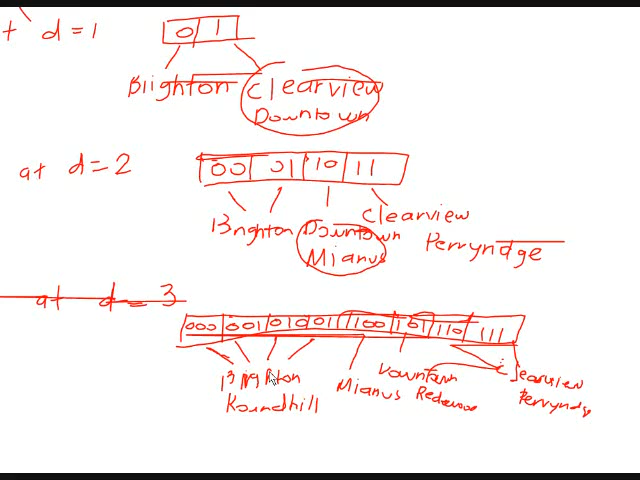 at d=1
0 1
Brighton Clearview
Downtown
at d=2
00 01 10 11
Brighton Downtown Clearview
Mianus Perryridge
at d=3
000 001 010 011 100 101 110 111
Brighton Downtown Clearview
Roundhill Mianus Redwood Perryridge